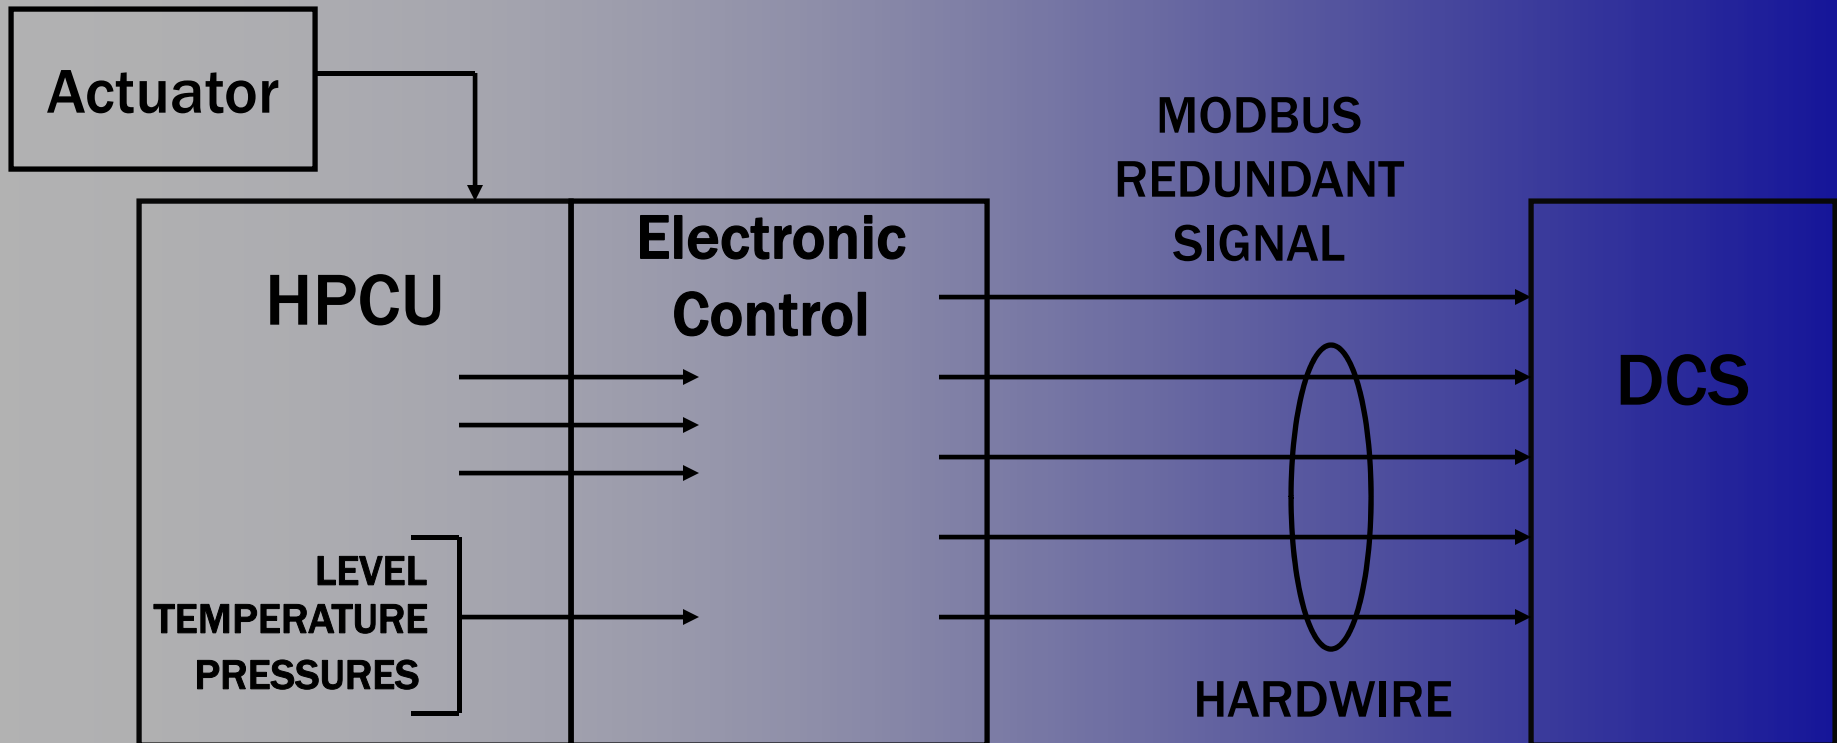 Actuator
HPCU
Electronic
Control
MODBUS
REDUNDANT
SIGNAL
DCS
LEVEL
TEMPERATURE
PRESSURES
HARDWIRE